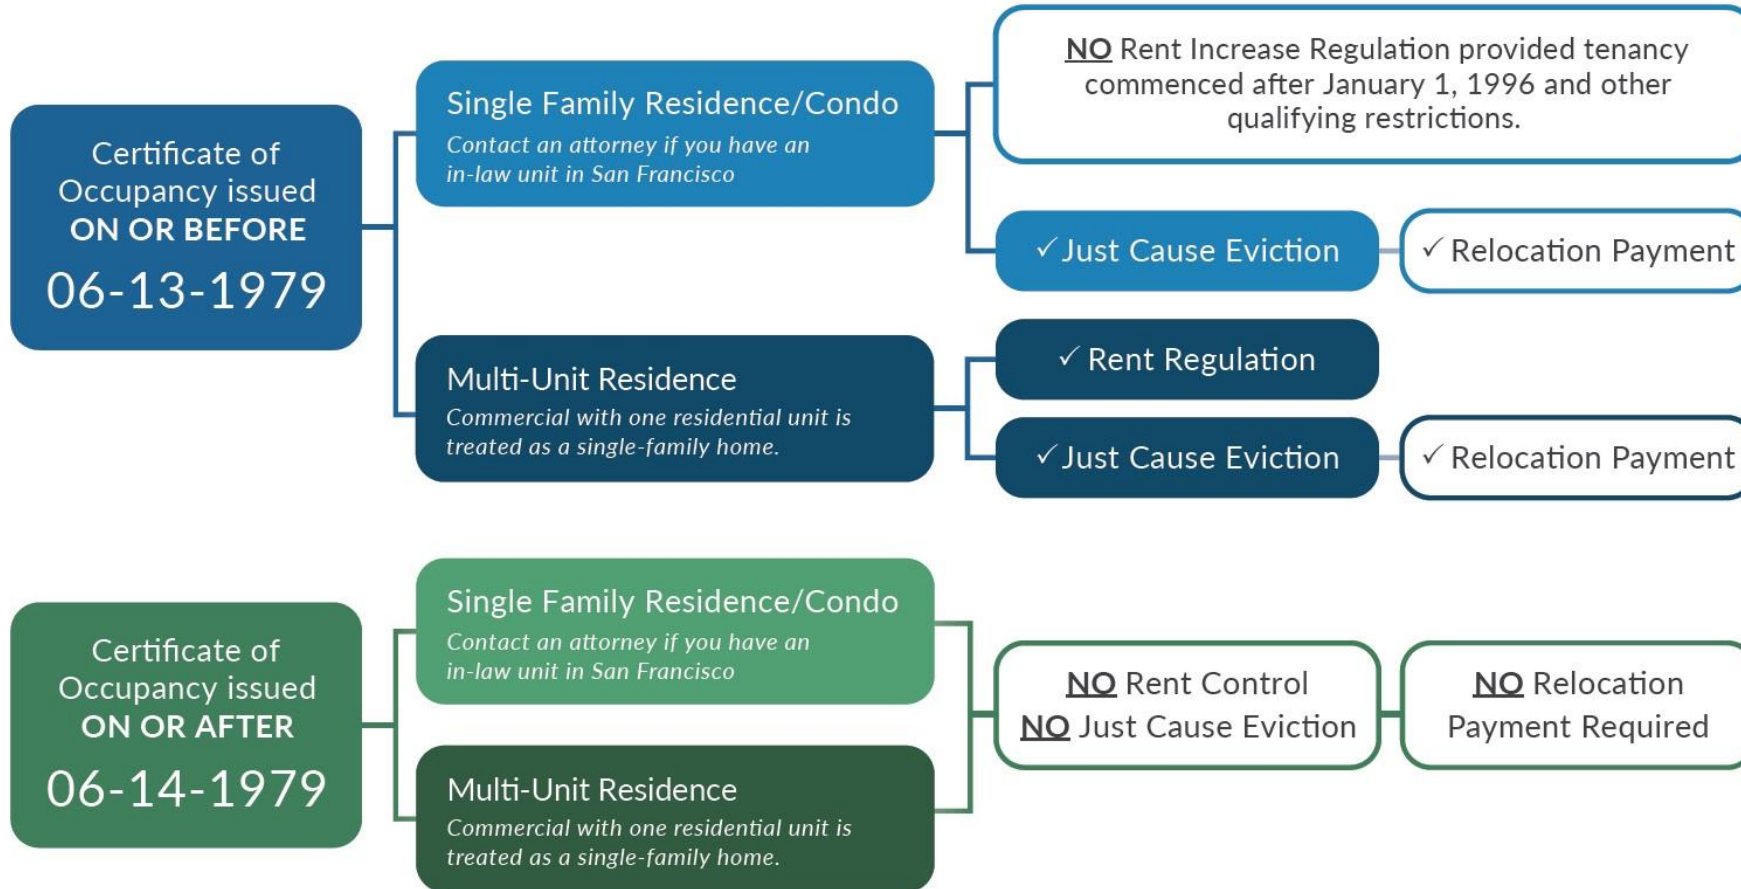 Certificate of
Occupancy issued
ON OR BEFORE
06-13-1979
Single Family Residence/Condo
Contact an attorney if you have an
in-law unit in San Francisco
NO Rent Increase Regulation provided tenancy
commenced after January 1, 1996 and other
qualifying restrictions.
✓ Just Cause Eviction
✓ Relocation Payment
Multi-Unit Residence
Commercial with one residential unit is
treated as a single-family home.
✓ Rent Regulation
✓ Just Cause Eviction
✓ Relocation Payment
Certificate of
Occupancy issued
ON OR AFTER
06-14-1979
Single Family Residence/Condo
Contact an attorney if you have an
in-law unit in San Francisco
Multi-Unit Residence
Commercial with one residential unit is
treated as a single-family home.
NO Rent Control
NO Just Cause Eviction
NO Relocation
Payment Required